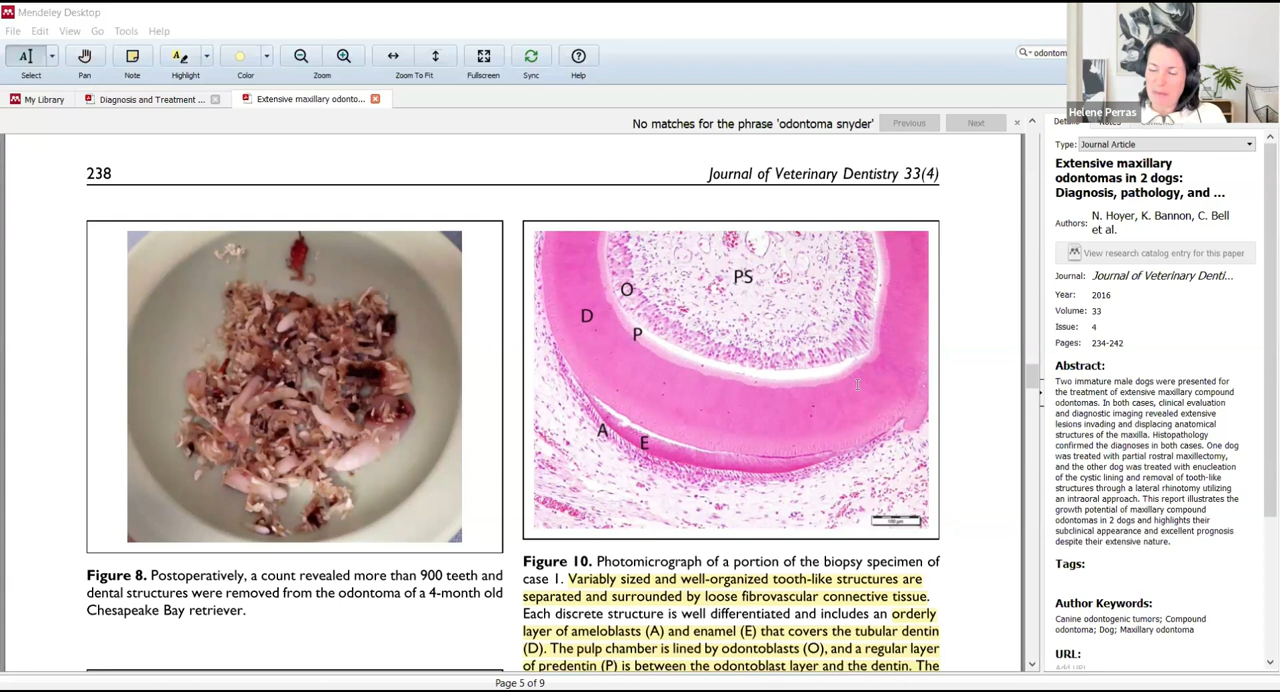 Mendeley Desktop
File Edit View Go Tools Help
Select Pan Note Highlight Color Zoom Zoom To Fit Fullscreen Sync Help
odontom
Helene Perras
My Library
Diagnosis and Treatment ...
Extensive maxillary odonto...
No matches for the phrase 'odontoma snyder' Previous Next
238
Journal of Veterinary Dentistry 33(4)
PS
O
D
P
A
E
100 µm
Figure 8. Postoperatively, a count revealed more than 900 teeth and
dental structures were removed from the odontoma of a 4-month old
Chesapeake Bay retriever.
Figure 10. Photomicrograph of a portion of the biopsy specimen of
case 1. Variably sized and well-organized tooth-like structures are
separated and surrounded by loose fibrovascular connective tissue.
Each discrete structure is well differentiated and includes an orderly
layer of ameloblasts (A) and enamel (E) that covers the tubular dentin
(D). The pulp chamber is lined by odontoblasts (O), and a regular layer
of predentin (P) is between the odontoblast layer and the dentin. The
Page 5 of 9
Details Notes Contents
Type: Journal Article
Extensive maxillary
odontomas in 2 dogs:
Diagnosis, pathology, and ...
Authors: N. Hoyer, K. Bannon, C. Bell
et al.
View research catalog entry for this paper
Journal: Journal of Veterinary Denti...
Year: 2016
Volume: 33
Issue: 4
Pages: 234-242
Abstract:
Two immature male dogs were presented for
the treatment of extensive maxillary compound
odontomas. In both cases, clinical evaluation
and diagnostic imaging revealed extensive
lesions invading and displacing anatomical
structures of the maxilla. Histopathology
confirmed the diagnoses in both cases. One dog
was treated with partial rostral maxillectomy,
and the other dog was treated with enucleation
of the cystic lining and removal of tooth-like
structures through a lateral rhinotomy utilizing
an intraoral approach. This report illustrates the
growth potential of maxillary compound
odontomas in 2 dogs and highlights their
subclinical appearance and excellent prognosis
despite their extensive nature.
Tags:
Author Keywords:
Canine odontogenic tumors; Compound
odontoma; Dog; Maxillary odontoma
URL:
Add URL